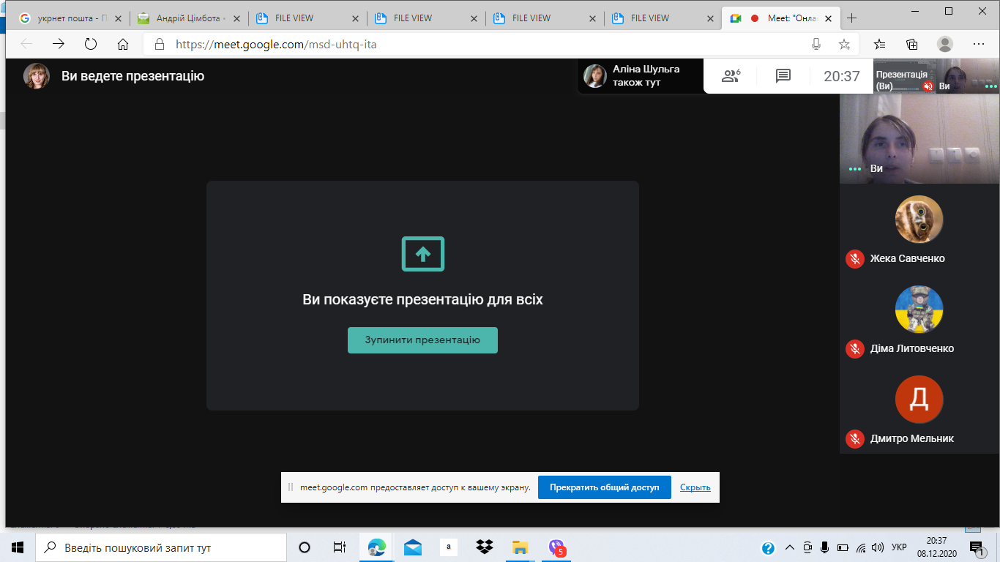 укрнет пошта - П
Андрій Цімбота -
FILE VIEW
FILE VIEW
FILE VIEW
FILE VIEW
Meet: "Онла
https://meet.google.com/msd-uhtq-ita
Ви ведете презентацію
Аліна Шульга
також тут
6
20:37
Презентація
(Ви)
Ви
Ви
Жека Савченко
Діма Литовченко
Д
Дмитро Мельник
Ви показуєте презентацію для всіх
Зупинити презентацію
meet.google.com предоставляет доступ к вашему экрану.
Прекратить общий доступ
Скрыть
Введіть пошуковий запит тут
a
5
УКР
20:37
08.12.2020
1